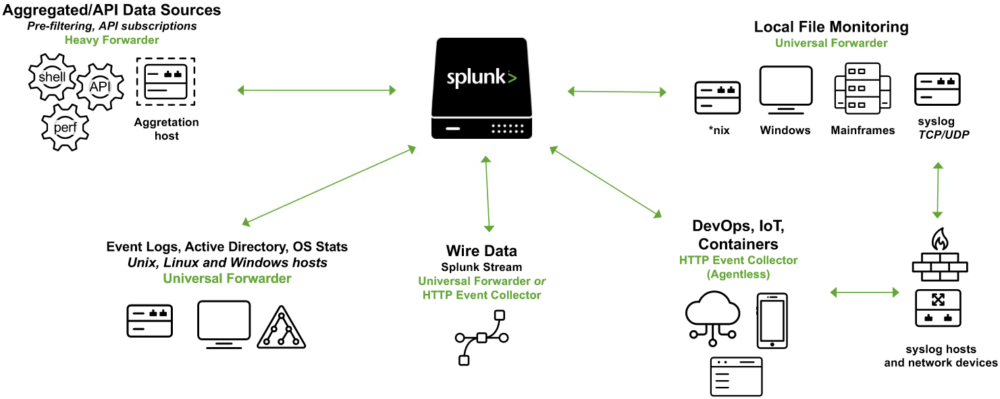 Aggregated/API Data Sources
Pre-filtering, API subscriptions
Heavy Forwarder
shell
API
perf
Aggretation
host
splunk>
Local File Monitoring
Universal Forwarder
*nix
Windows
Mainframes
syslog
TCP/UDP
Event Logs, Active Directory, OS Stats
Unix, Linux and Windows hosts
Universal Forwarder
Wire Data
Splunk Stream
Universal Forwarder or
HTTP Event Collector
DevOps, IoT,
Containers
HTTP Event Collector
(Agentless)
syslog hosts
and network devices